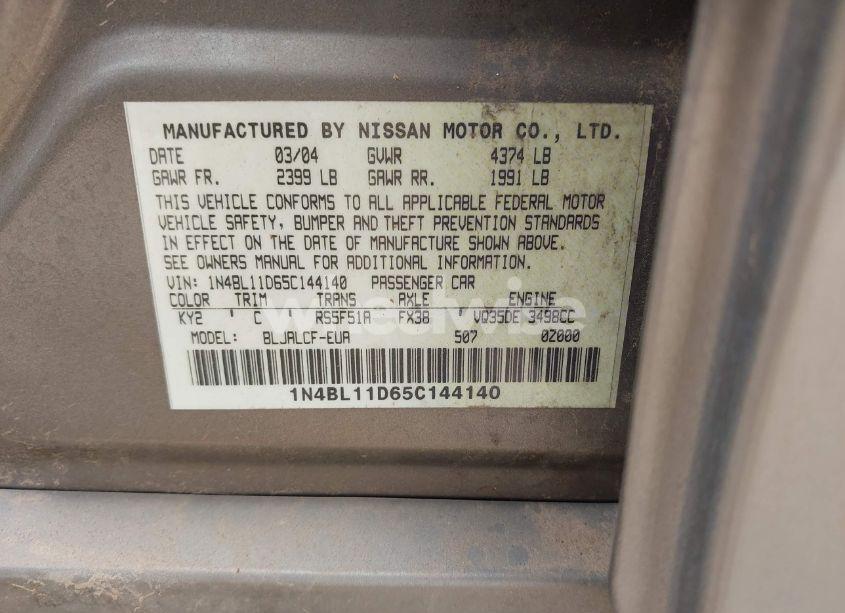 MANUFACTURED BY NISSAN MOTOR CO., LTD.
DATE 03/04 GVWR 4374 LB
GAWR FR. 2399 LB GAWR RR. 1991 LB
THIS VEHICLE CONFORMS TO ALL APPLICABLE FEDERAL MOTOR
VEHICLE SAFETY, BUMPER AND THEFT PREVENTION STANDARDS
IN EFFECT ON THE DATE OF MANUFACTURE SHOWN ABOVE.
SEE OWNERS MANUAL FOR ADDITIONAL INFORMATION.
VIN: 1N4BL11D65C144140 PASSENGER CAR
COLOR TRIM TRANS AXLE ENGINE
KY2 ' C ' RS5F51A FX38 ' VQ35DE 3498CC
MODEL: BLJALCF-EUA 507 0Z000
1N4BL11D65C144140